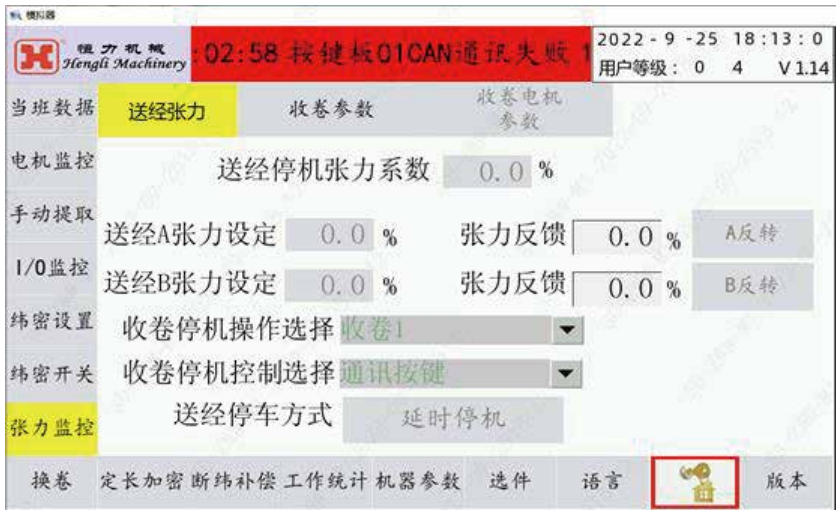 模拟器
恒力机械
Hengli Machinery
:02:58 按键板01CAN通讯失败 1
2022 - 9 -25 18:13: 0
用户等级: 0 4 V 1.14
当班数据
送经张力
收卷参数
收卷电机
参数
电机监控
送经停机张力系数 0.0 %
手动提取
送经A张力设定 0.0 % 张力反馈 0.0 % A反转
I/O监控
送经B张力设定 0.0 % 张力反馈 0.0 % B反转
纬密设置
收卷停机操作选择 收卷1
纬密开关
收卷停机控制选择 通讯按键
张力监控
送经停车方式 延时停机
换卷 定长加密 断纬补偿 工作统计 机器参数 选件 语言 版本